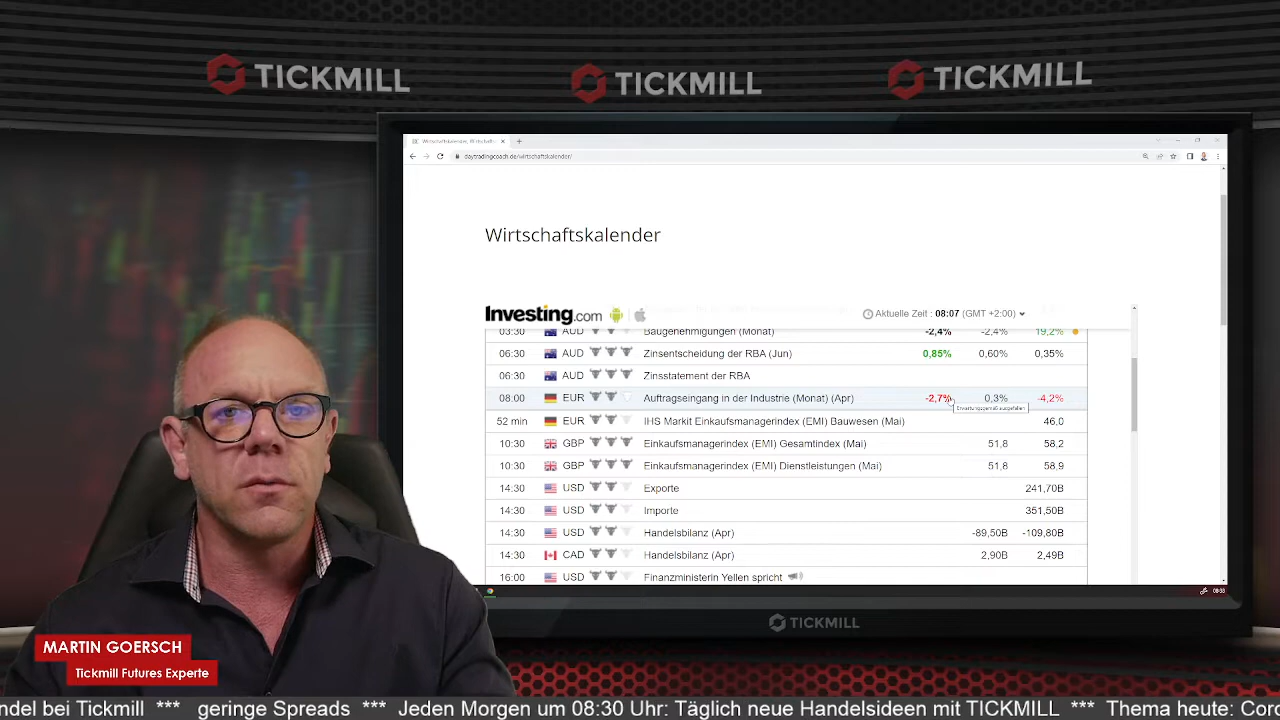 TICKMILL
TICKMILL
TICKMILL
daytradingcoach.de/wirtschaftskalender/
Wirtschaftskalender
Investing.com
Aktuelle Zeit : 08:07 (GMT +2:00)
03:30 AUD Baugenehmigungen (Monat) -2,4% -2,4% 19,2%
06:30 AUD Zinsentscheidung der RBA (Jun) 0,85% 0,60% 0,35%
06:30 AUD Zinsstatement der RBA
08:00 EUR Auftragseingang in der Industrie (Monat) (Apr) -2,7% 0,3% -4,2%
Erwartungsgemäß ausgefallen
52 min EUR IHS Markit Einkaufsmanagerindex (EMI) Bauwesen (Mai) 46,0
10:30 GBP Einkaufsmanagerindex (EMI) Gesamtindex (Mai) 51,8 58,2
10:30 GBP Einkaufsmanagerindex (EMI) Dienstleistungen (Mai) 51,8 58,9
14:30 USD Exporte 241,70B
14:30 USD Importe 351,50B
14:30 USD Handelsbilanz (Apr) -89,50B -109,80B
14:30 CAD Handelsbilanz (Apr) 2,90B 2,49B
16:00 USD Finanzministerin Yellen spricht
TICKMILL
MARTIN GOERSCH
Tickmill Futures Experte
ndel bei Tickmill *** geringe Spreads *** Jeden Morgen um 08:30 Uhr: Täglich neue Handelsideen mit TICKMILL *** Thema heute: Cor